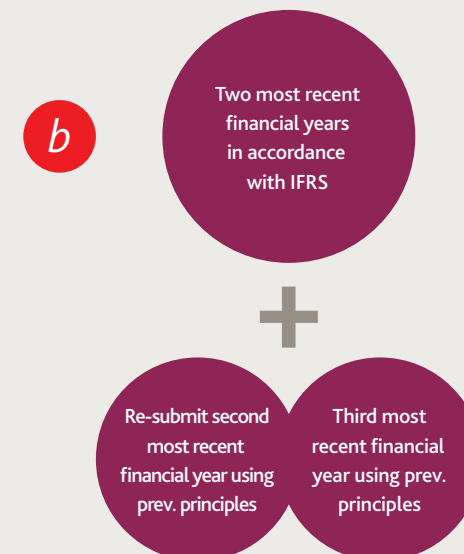 b
Two most recent
financial years
in accordance
with IFRS
+
Re-submit second
most recent
financial year using
prev. principles
Third most
recent financial
year using prev.
principles